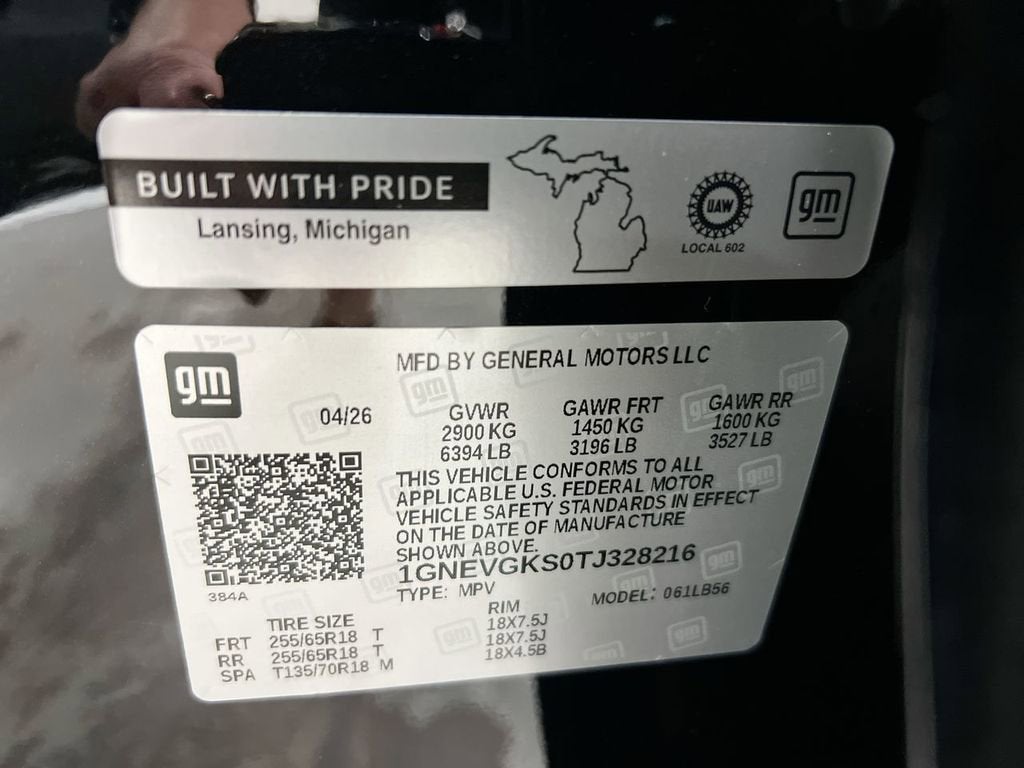 BUILT WITH PRIDE
Lansing, Michigan
UAW
LOCAL 602
gm
gm
MFD BY GENERAL MOTORS LLC
04/26
GVWR GAWR FRT GAWR RR
2900 KG 1450 KG 1600 KG
6394 LB 3196 LB 3527 LB
THIS VEHICLE CONFORMS TO ALL
APPLICABLE U.S. FEDERAL MOTOR
VEHICLE SAFETY STANDARDS IN EFFECT
ON THE DATE OF MANUFACTURE
SHOWN ABOVE.
1GNEVGKS0TJ328216
384A
TYPE: MPV MODEL: 061LB56
TIRE SIZE RIM
FRT 255/65R18 T 18X7.5J
RR 255/65R18 T 18X7.5J
SPA T135/70R18 M 18X4.5B